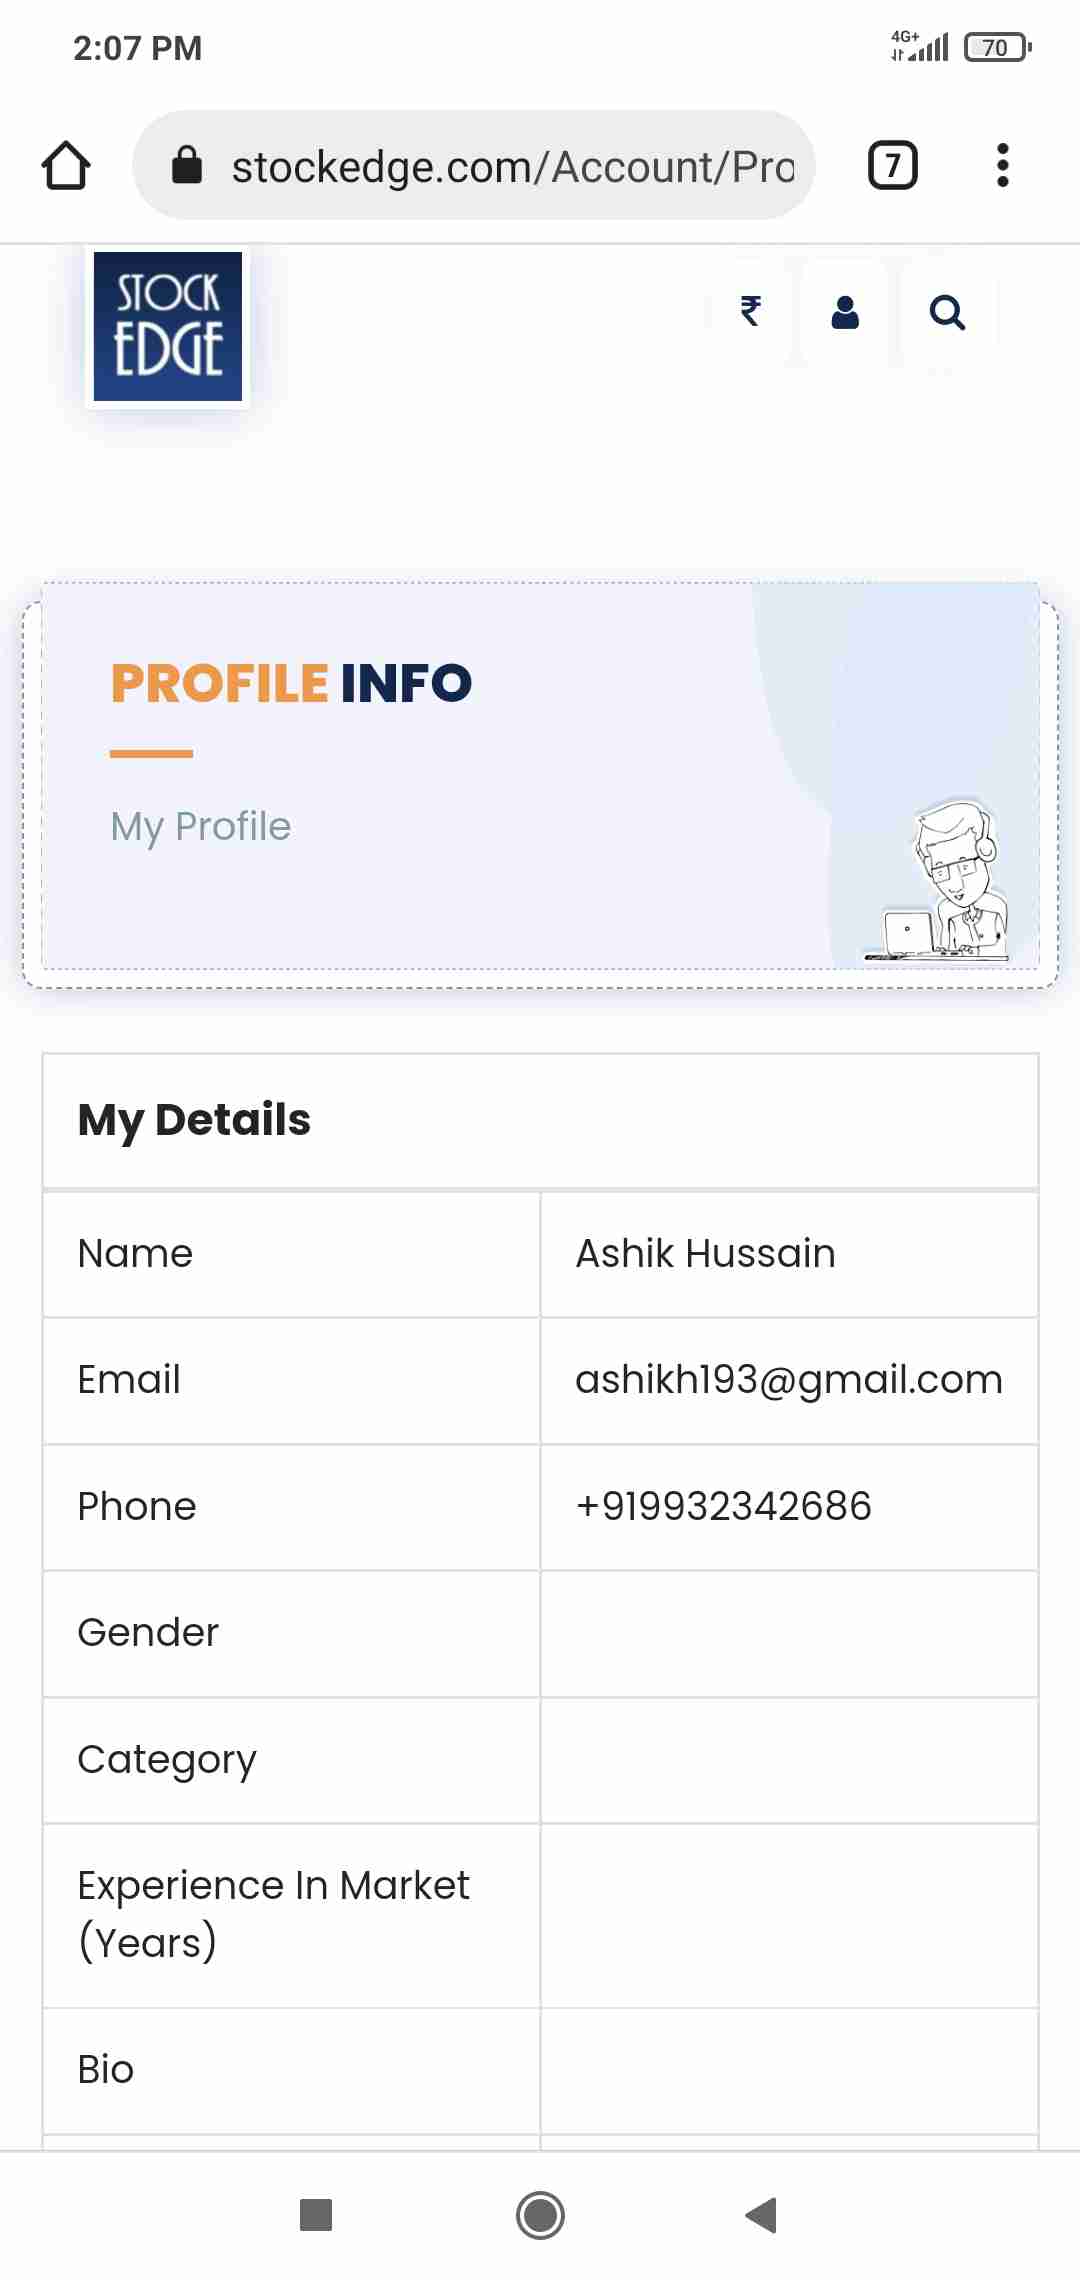 2:07 PM
4G+
70
stockedge.com/Account/Pro
7
STOCK
EDGE
₹
PROFILE INFO
My Profile
My Details
Name
Ashik Hussain
Email
ashikh193@gmail.com
Phone
+919932342686
Gender
Category
Experience In Market
(Years)
Bio